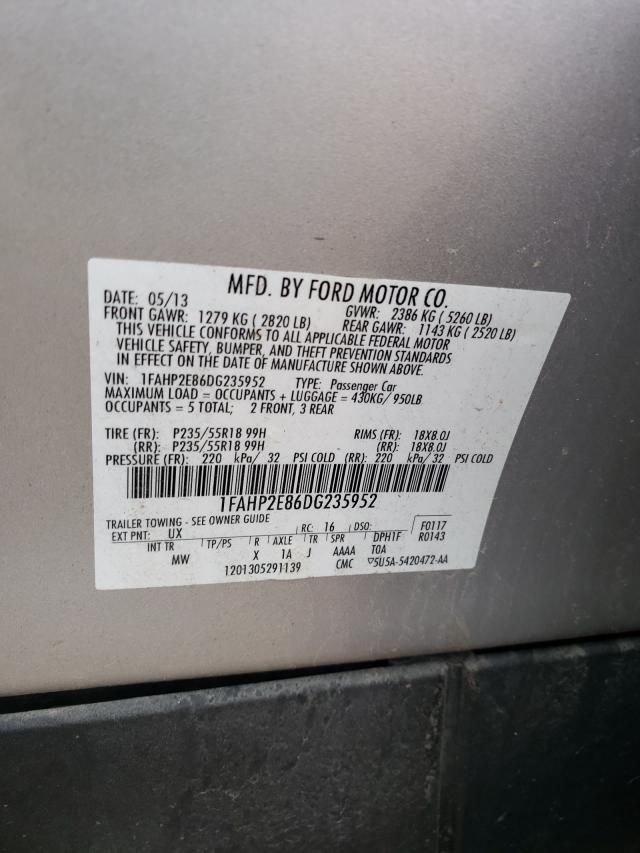 MFD. BY FORD MOTOR CO.
DATE: 05/13 GVWR: 2386 KG ( 5260 LB)
FRONT GAWR: 1279 KG ( 2820 LB) REAR GAWR: 1143 KG ( 2520 LB)
THIS VEHICLE CONFORMS TO ALL APPLICABLE FEDERAL MOTOR
VEHICLE SAFETY, BUMPER, AND THEFT PREVENTION STANDARDS
IN EFFECT ON THE DATE OF MANUFACTURE SHOWN ABOVE.
VIN: 1FAHP2E86DG235952 TYPE: Passenger Car
MAXIMUM LOAD = OCCUPANTS + LUGGAGE = 430KG/ 950LB
OCCUPANTS = 5 TOTAL; 2 FRONT, 3 REAR
TIRE (FR): P235/55R18 99H RIMS (FR): 18X8.0J
(RR): P235/55R18 99H (RR): 18X8.0J
PRESSURE (FR): 220 kPa/ 32 PSI COLD (RR): 220 kPa/ 32 PSI COLD
1FAHP2E86DG235952
TRAILER TOWING - SEE OWNER GUIDE
EXT PNT: UX RC: 16 DSO: F0117
INT TR TP/PS R AXLE TR SPR DPH1F R0143
MW X 1A J AAAA TOA
1201305291139 CMC ▽5U5A-5420472-AA